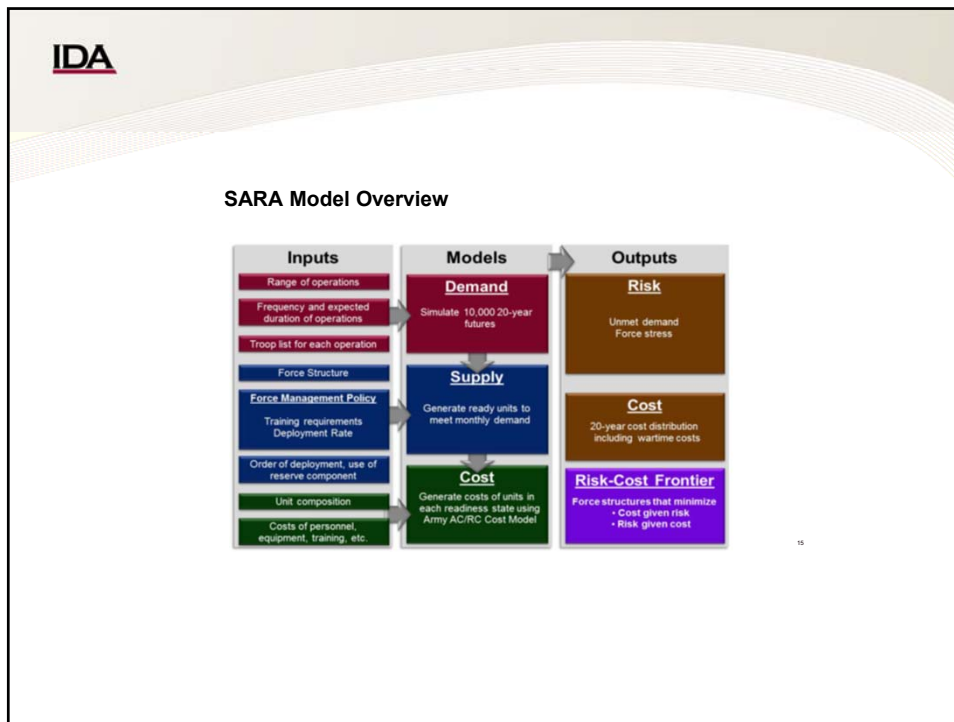 IDA
SARA Model Overview
Inputs
Range of operations
Frequency and expected
duration of operations
Troop list for each operation
Force Structure
Force Management Policy
Training requirements
Deployment Rate
Order of deployment, use of
reserve component
Unit composition
Costs of personnel,
equipment, training, etc.
Models
Demand
Simulate 10,000 20-year
futures
Supply
Generate ready units to
meet monthly demand
Cost
Generate costs of units in
each readiness state using
Army AC/RC Cost Model
Outputs
Risk
Unmet demand
Force stress
Cost
20-year cost distribution
including wartime costs
Risk-Cost Frontier
Force structures that minimize
• Cost given risk
• Risk given cost
15